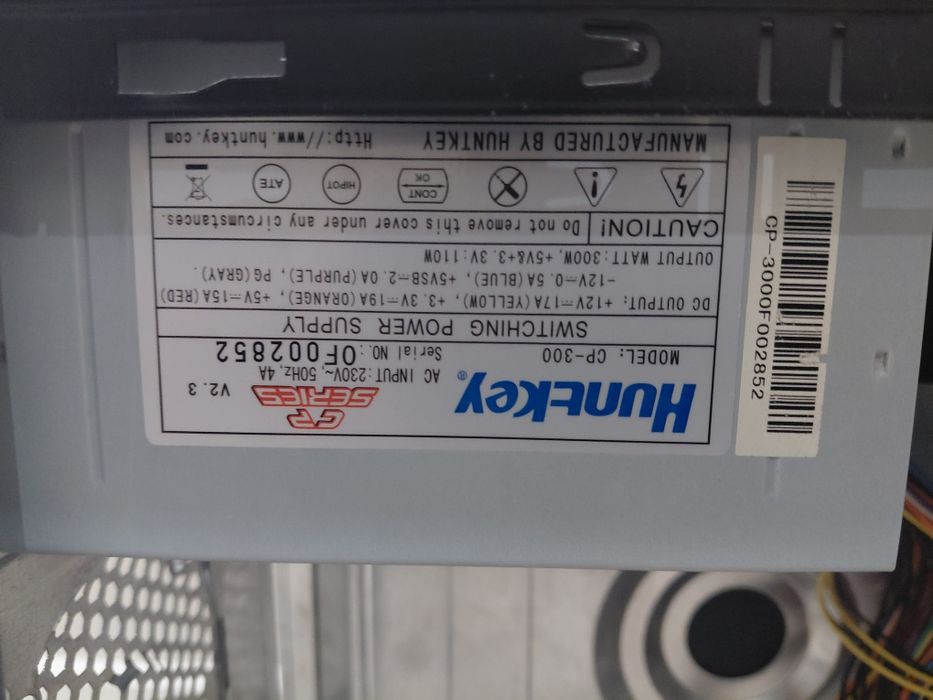 Huntkey®
CP
SERIES
V2.3
MODEL: CP-300
AC INPUT:230V~ 50Hz, 4A
Serial NO.:0F002852
SWITCHING POWER SUPPLY
DC OUTPUT: +12V⎓17A(YELLOW), +3.3V⎓19A(ORANGE), +5V⎓15A(RED)
-12V⎓0.5A(BLUE), +5VSB⎓2.0A(PURPLE), PG(GRAY).
OUTPUT WATT:300W, +5V&+3.3V:110W
CAUTION! Do not remove this cover under any circumstances.
CONT
OK
HIPOT
ATE
MANUFACTURED BY HUNTKEY Http://www.huntkey.com
CP-3000F002852